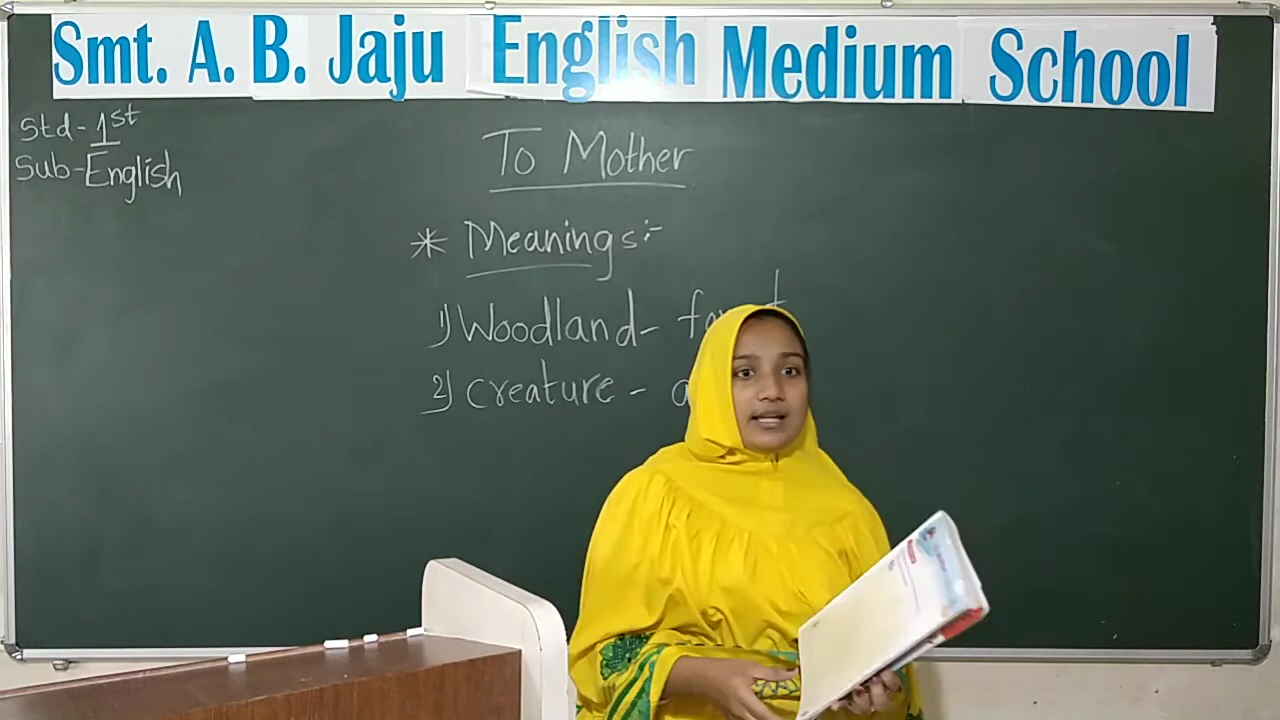 Smt. A. B. Jaju English Medium School
Std-1st
Sub-English
To Mother
* Meanings:-
1) Woodland-
2) Creature -